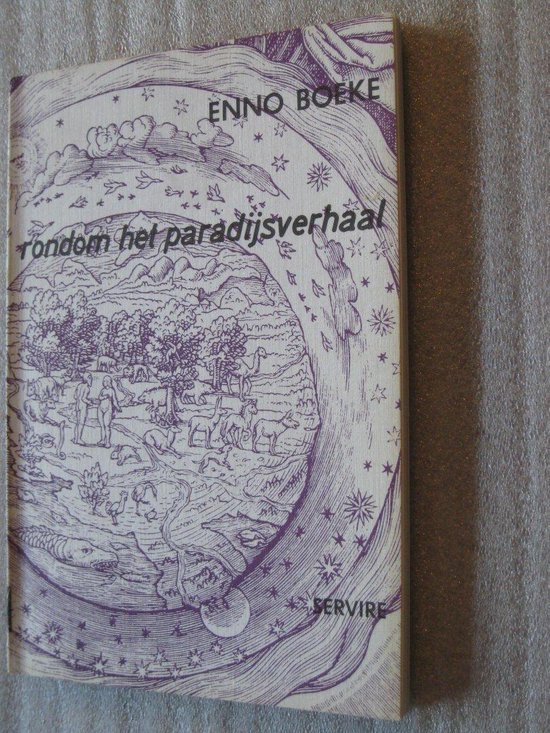 ENNO BOEKE
rondom het paradijsverhaal
SERVIRE